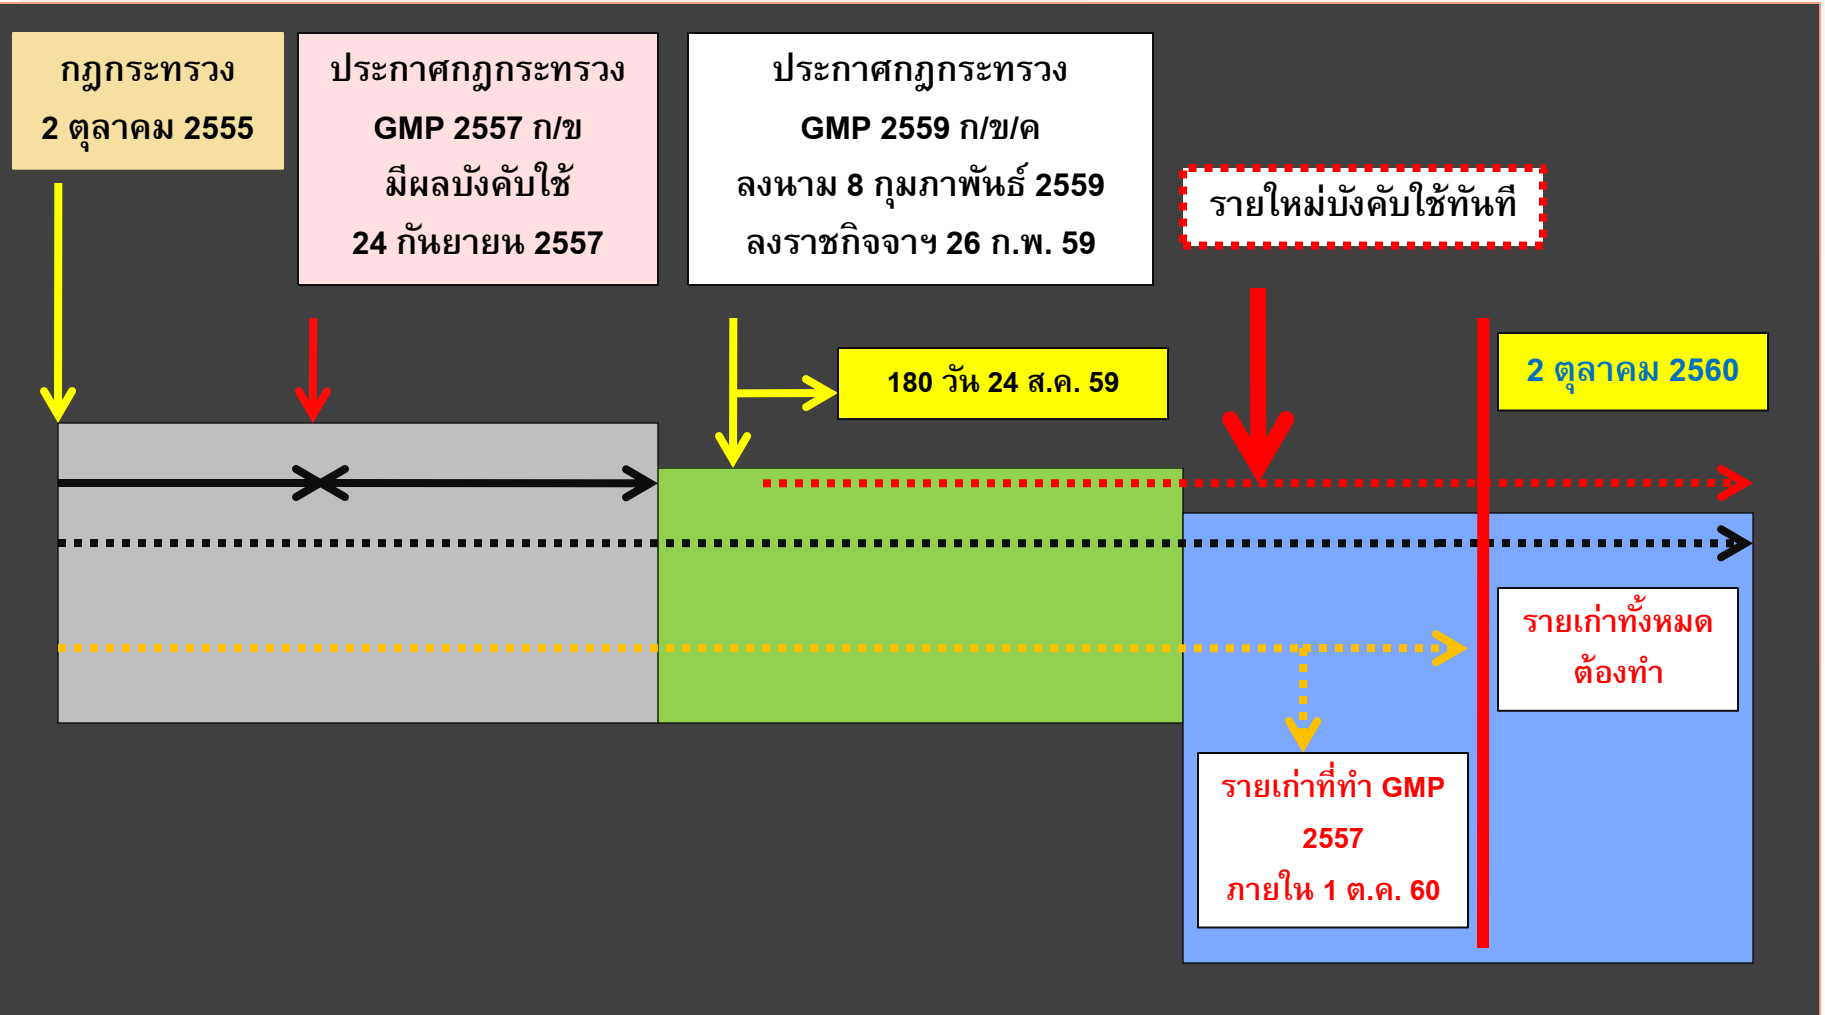 กฎกระทรวง
2 ตุลาคม 2555
ประกาศกฎกระทรวง
GMP 2557 ก/ข
มีผลบังคับใช้
24 กันยายน 2557
ประกาศกฎกระทรวง
GMP 2559 ก/ข/ค
ลงนาม 8 กุมภาพันธ์ 2559
ลงราชกิจจาฯ 26 ก.พ. 59
รายใหม่บังคับใช้ทันที
180 วัน 24 ส.ค. 59
2 ตุลาคม 2560
รายเก่าทั้งหมด
ต้องทำ
รายเก่าที่ทำ GMP
2557
ภายใน 1 ต.ค. 60